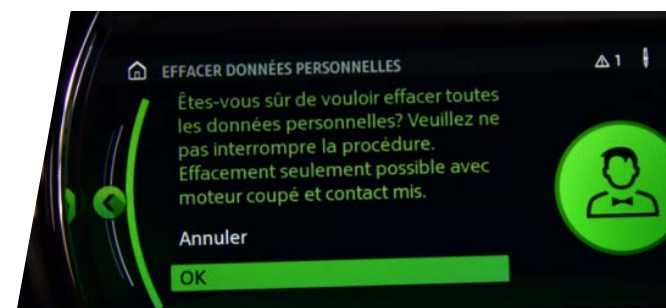 EFFACER DONNÉES PERSONNELLES
1
Êtes-vous sûr de vouloir effacer toutes
les données personnelles? Veuillez ne
pas interrompre la procédure.
Effacement seulement possible avec
moteur coupé et contact mis.
Annuler
OK